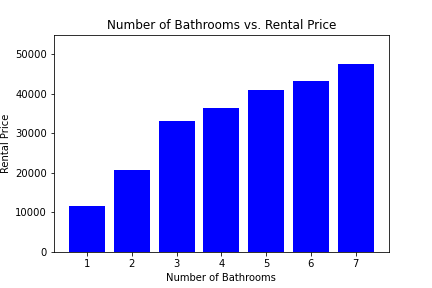 Number of Bathrooms vs. Rental Price
Rental Price
50000
40000
30000
20000
10000
0
1 2 3 4 5 6 7
Number of Bathrooms